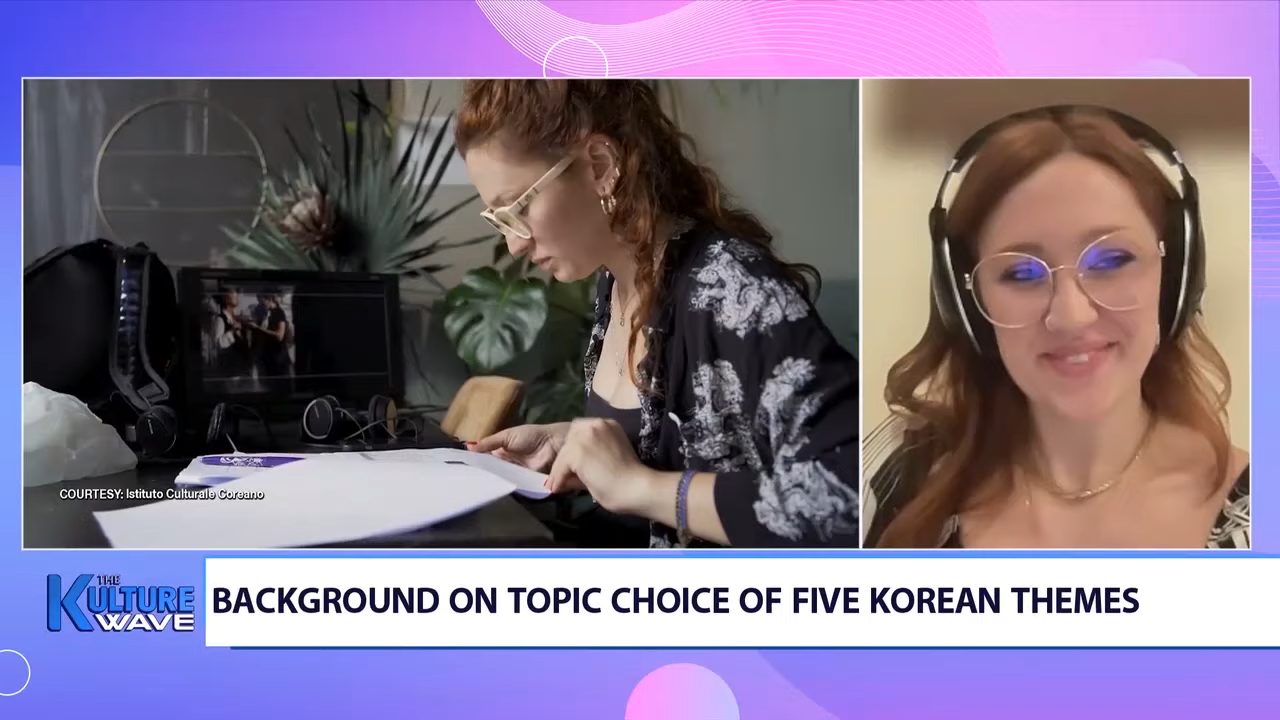 COURTESY: Istituto Culturale Coreano
THE
KULTURE
WAVE
BACKGROUND ON TOPIC CHOICE OF FIVE KOREAN THEMES